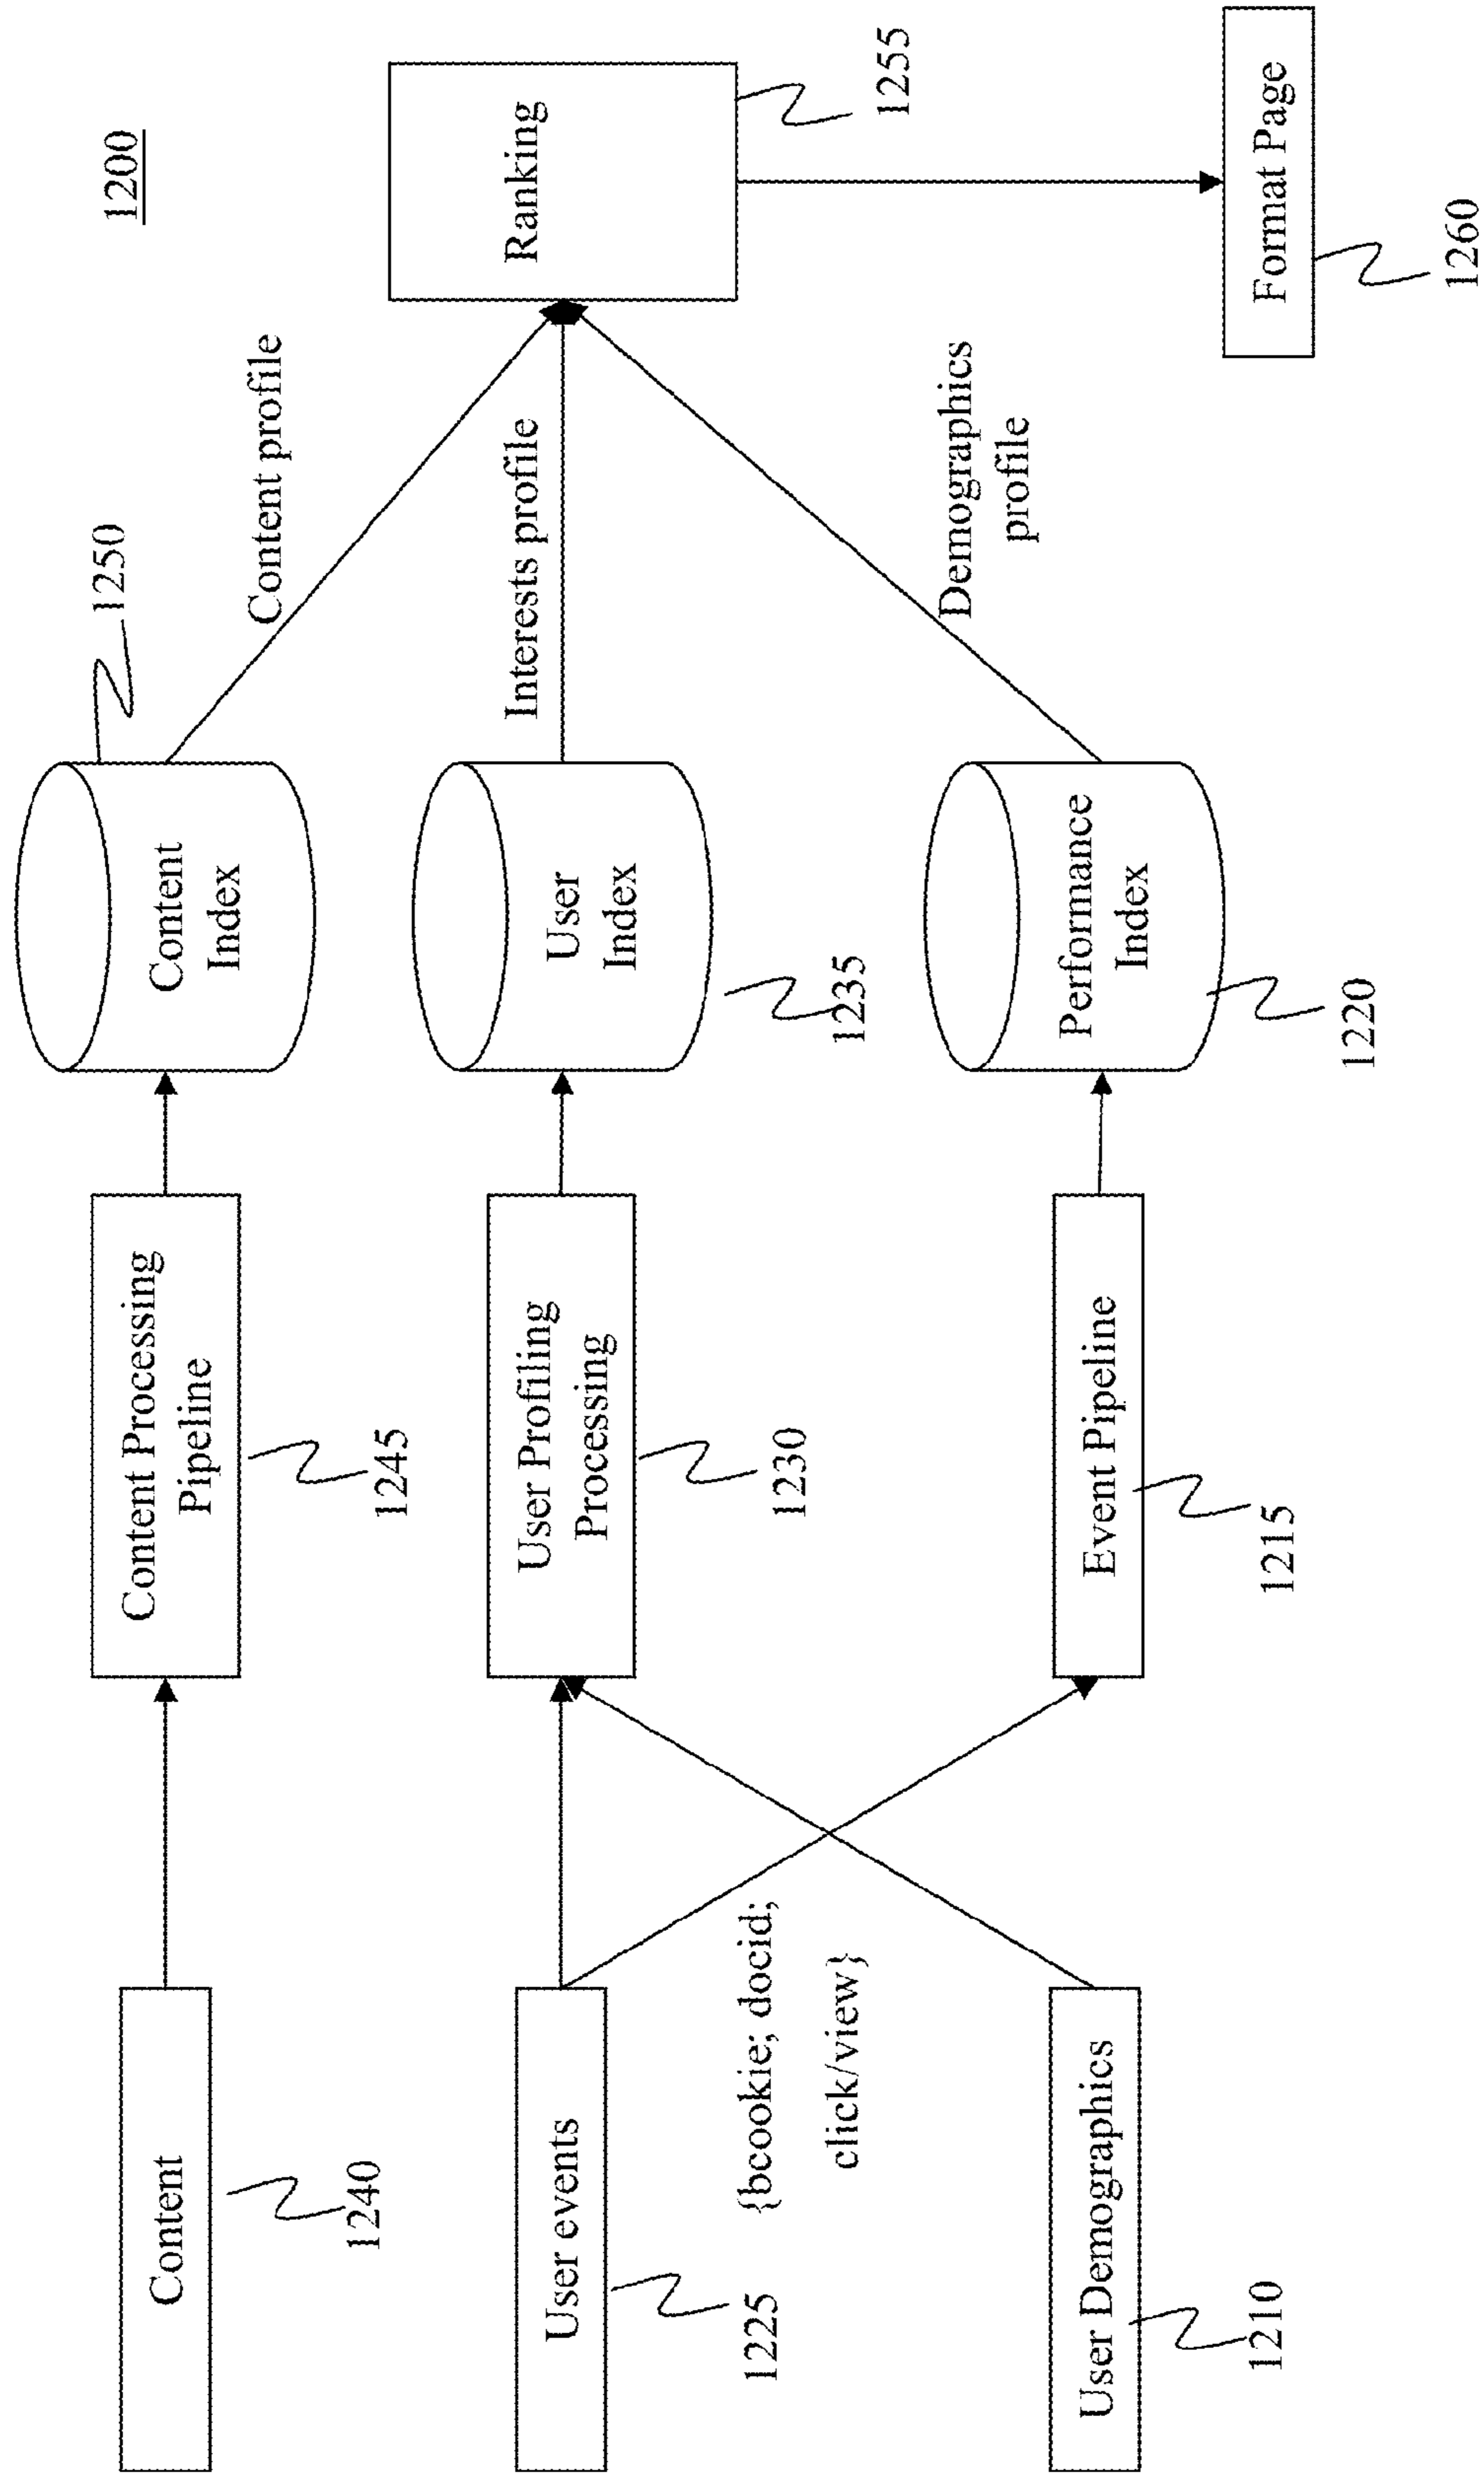 1200
Content
1240
Content Processing
Pipeline
1245
Content
Index
1250
Content profile
Ranking
1255
User events
1225
User Profiling
Processing
1230
User
Index
1235
Interests profile
{bcookie; docid;
click/view}
User Demographics
1210
Event Pipeline
1215
Performance
Index
1220
Demographics
profile
Format Page
1260